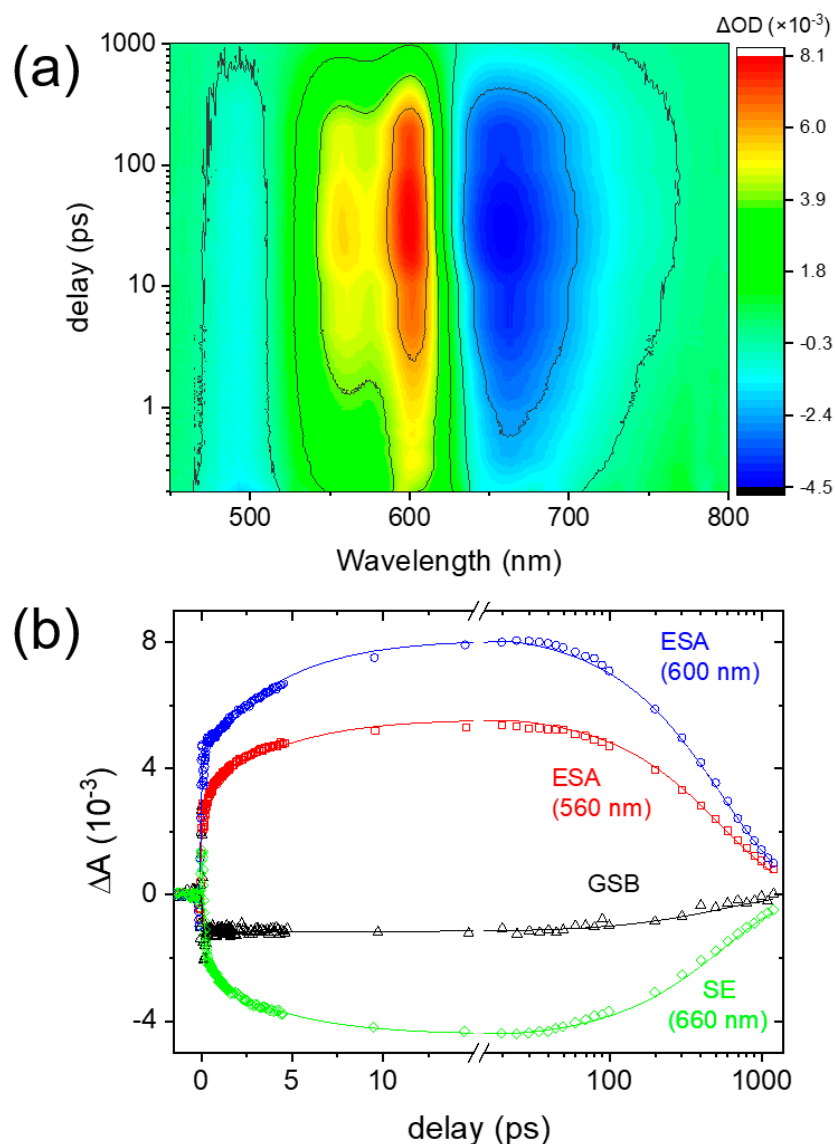 (a)
ΔOD (×10⁻³)
1000
100
10
1
delay (ps)
500
600
700
800
Wavelength (nm)
8.1
6.0
3.9
1.8
-0.3
-2.4
-4.5
(b)
8
4
0
−4
ΔA (10⁻³)
ESA
(600 nm)
ESA
(560 nm)
GSB
SE
(660 nm)
0
5
10
100
1000
delay (ps)